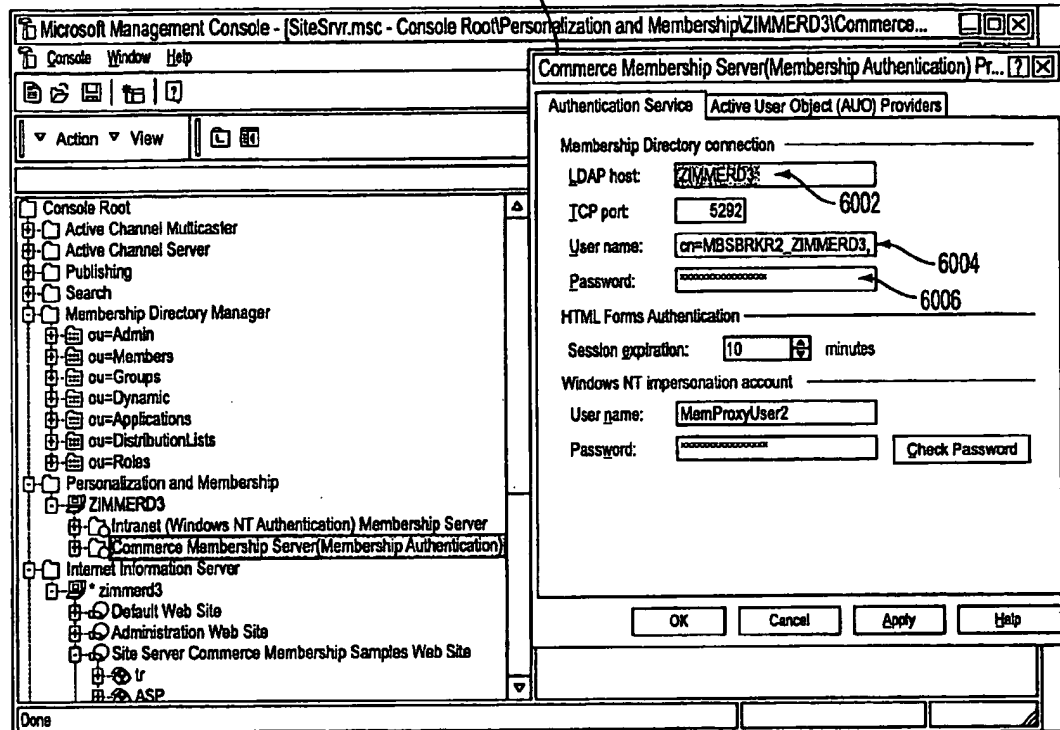 Microsoft Management Console - [SiteSrvr.msc - Console Root\Personalization and Membership\ZIMMERD3\Commerce...
Console Window Help
Action View
Console Root
Active Channel Multicaster
Active Channel Server
Publishing
Search
Membership Directory Manager
ou=Admin
ou=Members
ou=Groups
ou=Dynamic
ou=Applications
ou=DistributionLists
ou=Roles
Personalization and Membership
ZIMMERD3
Intranet (Windows NT Authentication) Membership Server
Commerce Membership Server(Membership Authentication)
Internet Information Server
* zimmerd3
Default Web Site
Administration Web Site
Site Server Commerce Membership Samples Web Site
tr
ASP
Done
Commerce Membership Server(Membership Authentication) Pr... ?
Authentication Service Active User Object (AUO) Providers
Membership Directory connection
LDAP host: ZIMMERD3 6002
TCP port: 5292
User name: cn=MBSBRKR2_ZIMMERD3, 6004
Password: xxxxxxxxxxxxxxxx 6006
HTML Forms Authentication
Session expiration: 10 minutes
Windows NT impersonation account
User name: MemProxyUser2
Password: xxxxxxxxxxxxxxxx Check Password
OK Cancel Apply Help